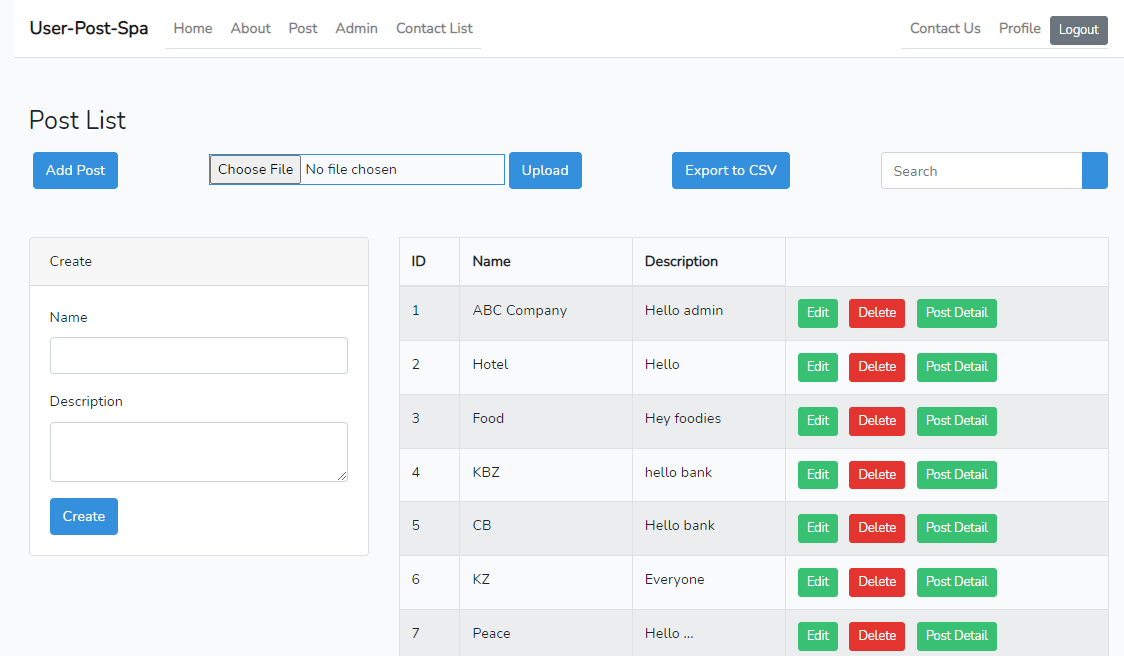 User-Post-Spa Home About Post Admin Contact List Contact Us Profile Logout
Post List
Add Post Choose File No file chosen Upload Export to CSV Search
Create
Name
Description
Create
ID Name Description
1 ABC Company Hello admin Edit Delete Post Detail
2 Hotel Hello Edit Delete Post Detail
3 Food Hey foodies Edit Delete Post Detail
4 KBZ hello bank Edit Delete Post Detail
5 CB Hello bank Edit Delete Post Detail
6 KZ Everyone Edit Delete Post Detail
7 Peace Hello ... Edit Delete Post Detail